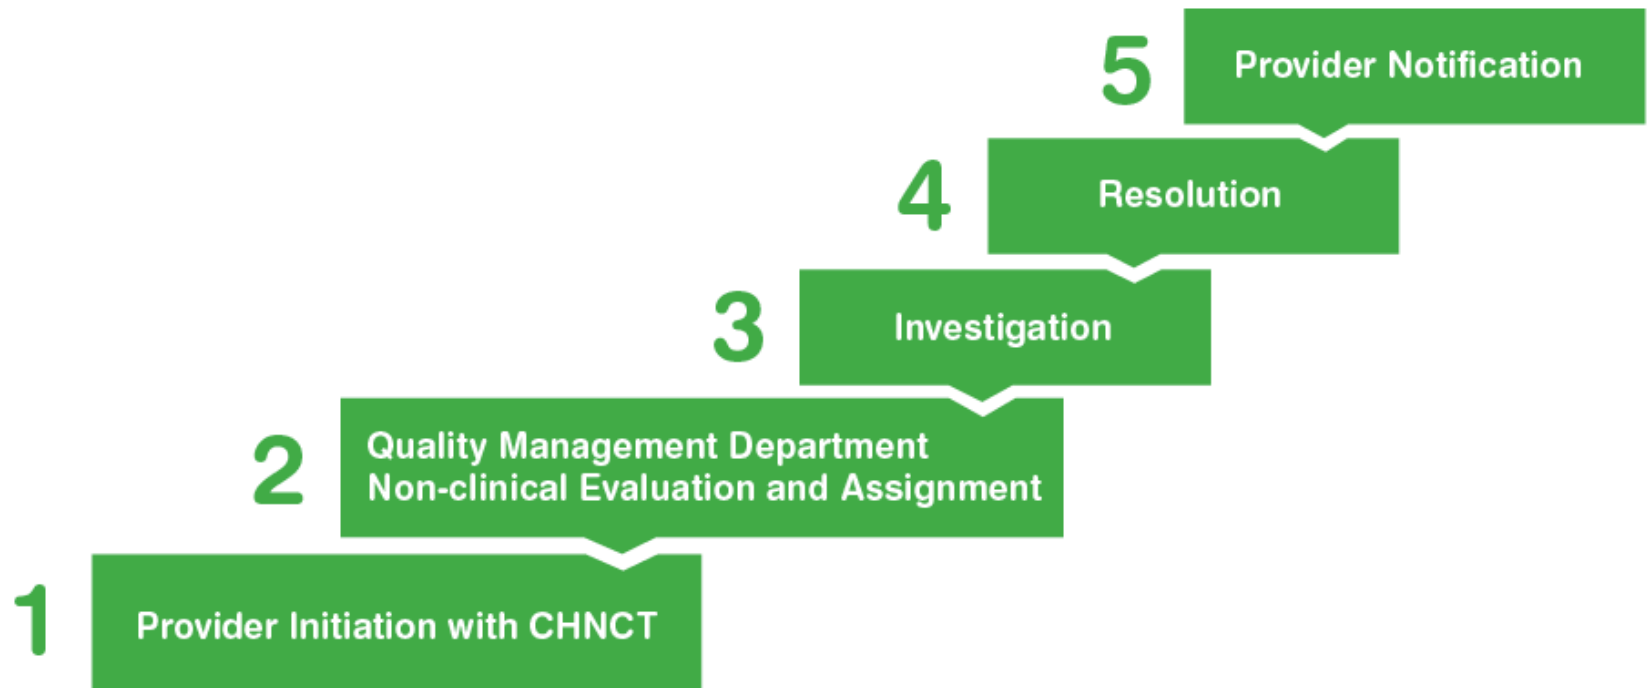 5
Provider Notification
4
Resolution
3
Investigation
2
Quality Management Department
Non-clinical Evaluation and Assignment
1
Provider Initiation with CHNCT